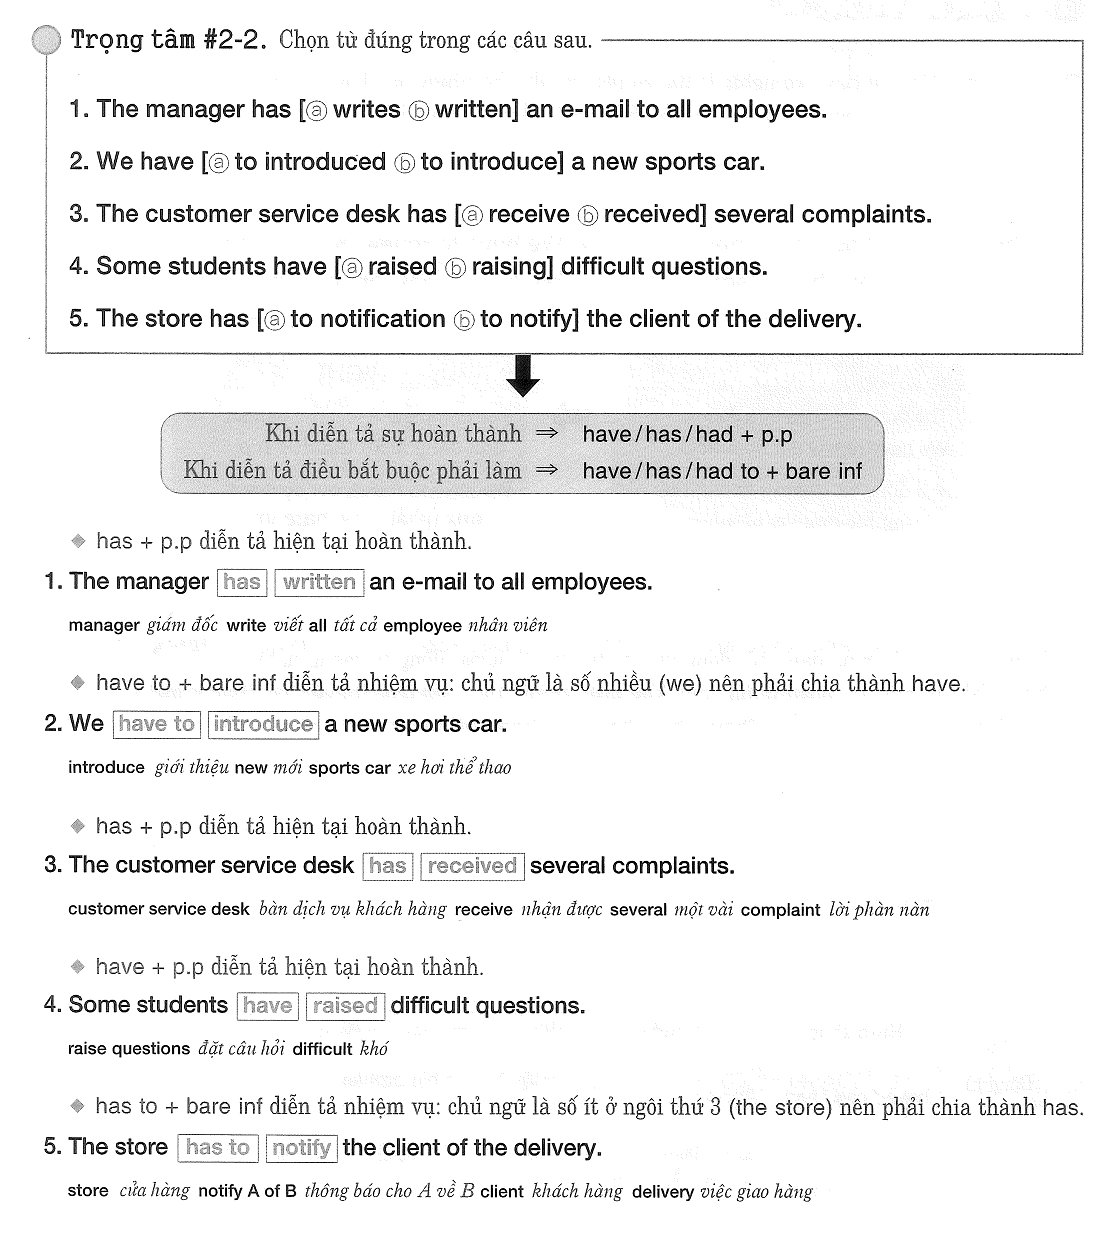 Trọng tâm #2-2. Chọn từ đúng trong các câu sau.
1. The manager has [ⓐ writes ⓑ written] an e-mail to all employees.
2. We have [ⓐ to introduced ⓑ to introduce] a new sports car.
3. The customer service desk has [ⓐ receive ⓑ received] several complaints.
4. Some students have [ⓐ raised ⓑ raising] difficult questions.
5. The store has [ⓐ to notification ⓑ to notify] the client of the delivery.
Khi diễn tả sự hoàn thành ⇒ have/has/had + p.p
Khi diễn tả điều bắt buộc phải làm ⇒ have/has/had to + bare inf
◆ has + p.p diễn tả hiện tại hoàn thành.
1. The manager has written an e-mail to all employees.
manager giám đốc write viết all tất cả employee nhân viên
◆ have to + bare inf diễn tả nhiệm vụ: chủ ngữ là số nhiều (we) nên phải chia thành have.
2. We have to introduce a new sports car.
introduce giới thiệu new mới sports car xe hơi thể thao
◆ has + p.p diễn tả hiện tại hoàn thành.
3. The customer service desk has received several complaints.
customer service desk bàn dịch vụ khách hàng receive nhận được several một vài complaint lời phàn nàn
◆ have + p.p diễn tả hiện tại hoàn thành.
4. Some students have raised difficult questions.
raise questions đặt câu hỏi difficult khó
◆ has to + bare inf diễn tả nhiệm vụ: chủ ngữ là số ít ở ngôi thứ 3 (the store) nên phải chia thành has.
5. The store has to notify the client of the delivery.
store cửa hàng notify A of B thông báo cho A về B client khách hàng delivery việc giao hàng